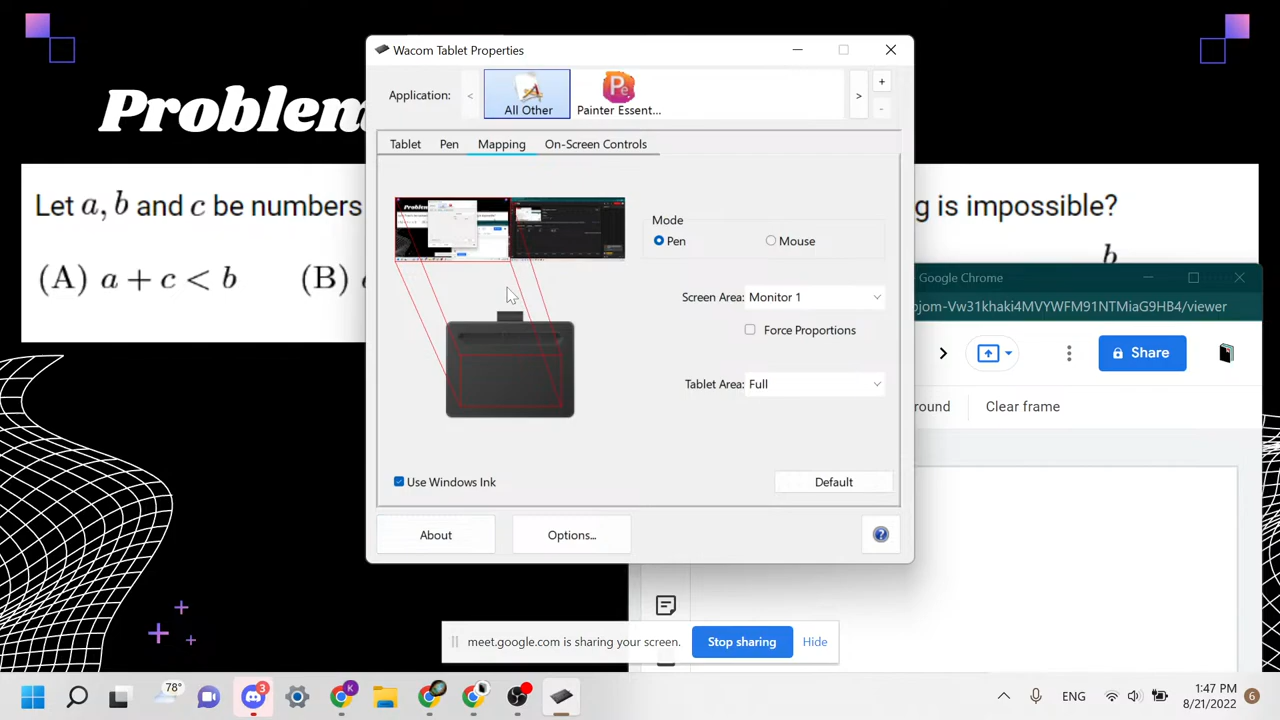 Wacom Tablet Properties
Application:
<
All Other
Painter Essent...
>
+
-
Tablet
Pen
Mapping
On-Screen Controls
Mode
Pen
Mouse
Screen Area:
Monitor 1
Force Proportions
Tablet Area:
Full
Use Windows Ink
Default
About
Options...
?
Problem
Let a, b and c be numbers
g is impossible?
(A) a + c < b
(B)
b
Google Chrome
ojom-Vw31khaki4MVYWFM91NTMiaG9HB4/viewer
Share
ound
Clear frame
meet.google.com is sharing your screen.
Stop sharing
Hide
78°
3
K
ENG
1:47 PM
8/21/2022
6